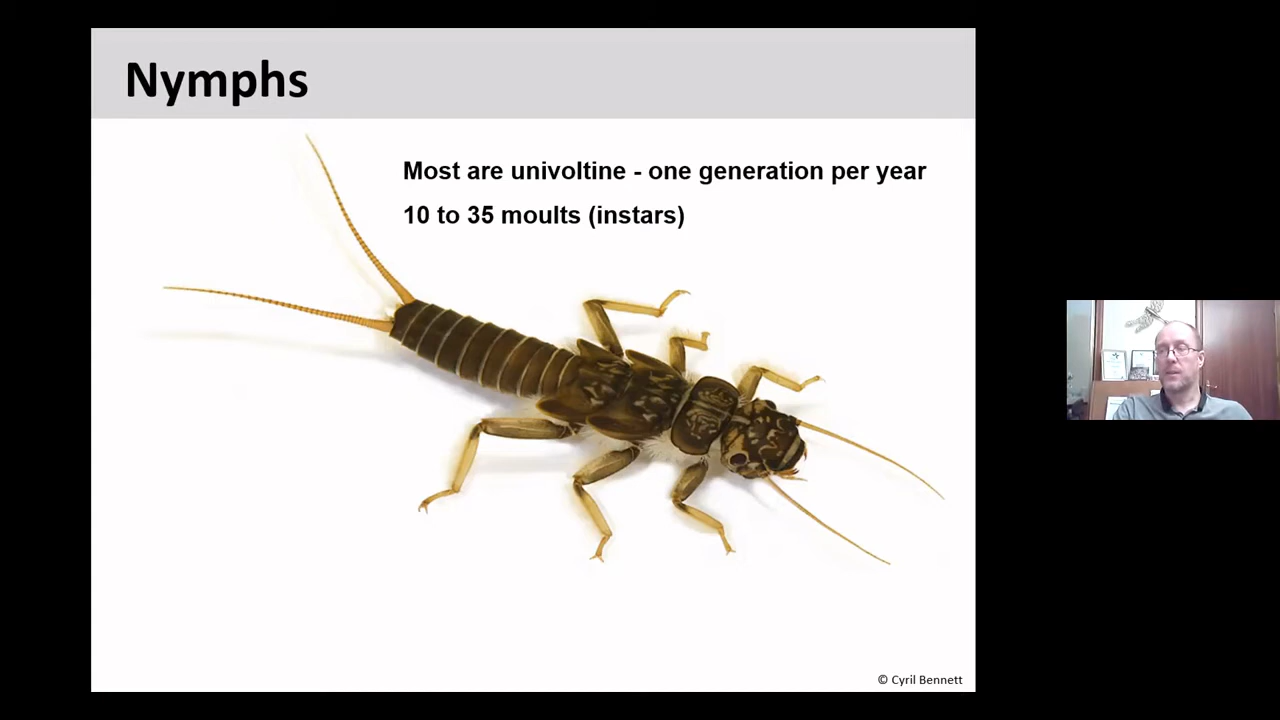 Nymphs
Most are univoltine - one generation per year
10 to 35 moults (instars)
© Cyril Bennett